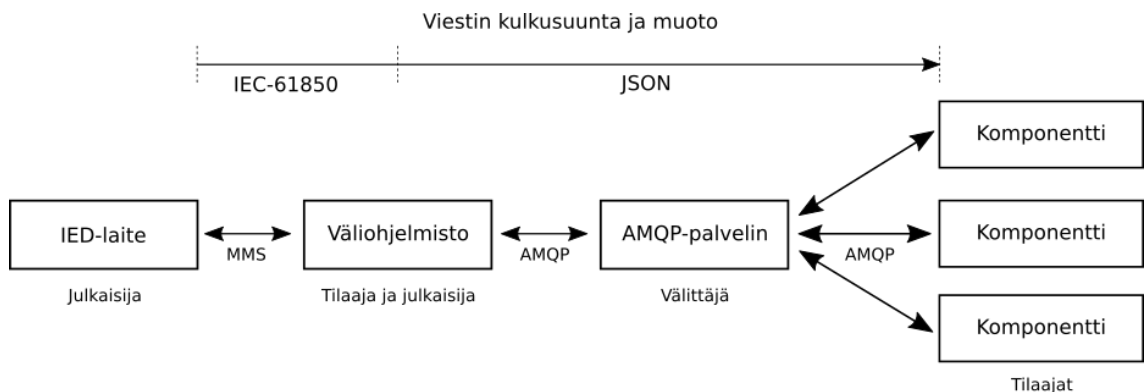 Viestin kulkusuunta ja muoto
IEC-61850
JSON
Komponentti
IED-laite
MMS
Väliohjelmisto
AMQP
AMQP-palvelin
AMQP
Komponentti
Julkaisija
Tilaaja ja julkaisija
Välittäjä
Komponentti
Tilaajat